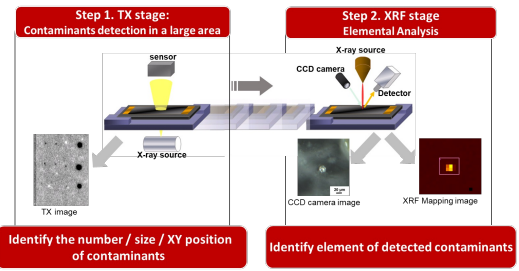 Step 1. TX stage:
Contaminants detection in a large area
Step 2. XRF stage
Elemental Analysis
sensor
X-ray source
X-ray source
CCD camera
Detector
TX image
20 μm
CCD camera image
XRF Mapping image
Identify the number / size / XY position
of contaminants
Identify element of detected contaminants